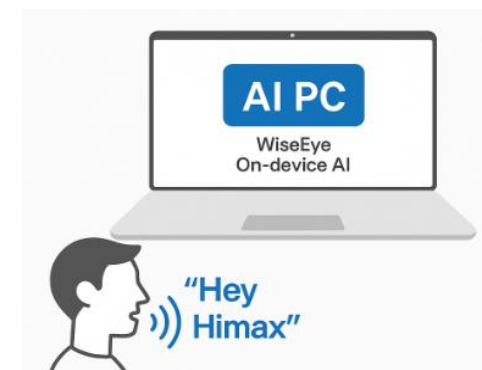 AI PC
WiseEye
On-device AI
“Hey
Himax”